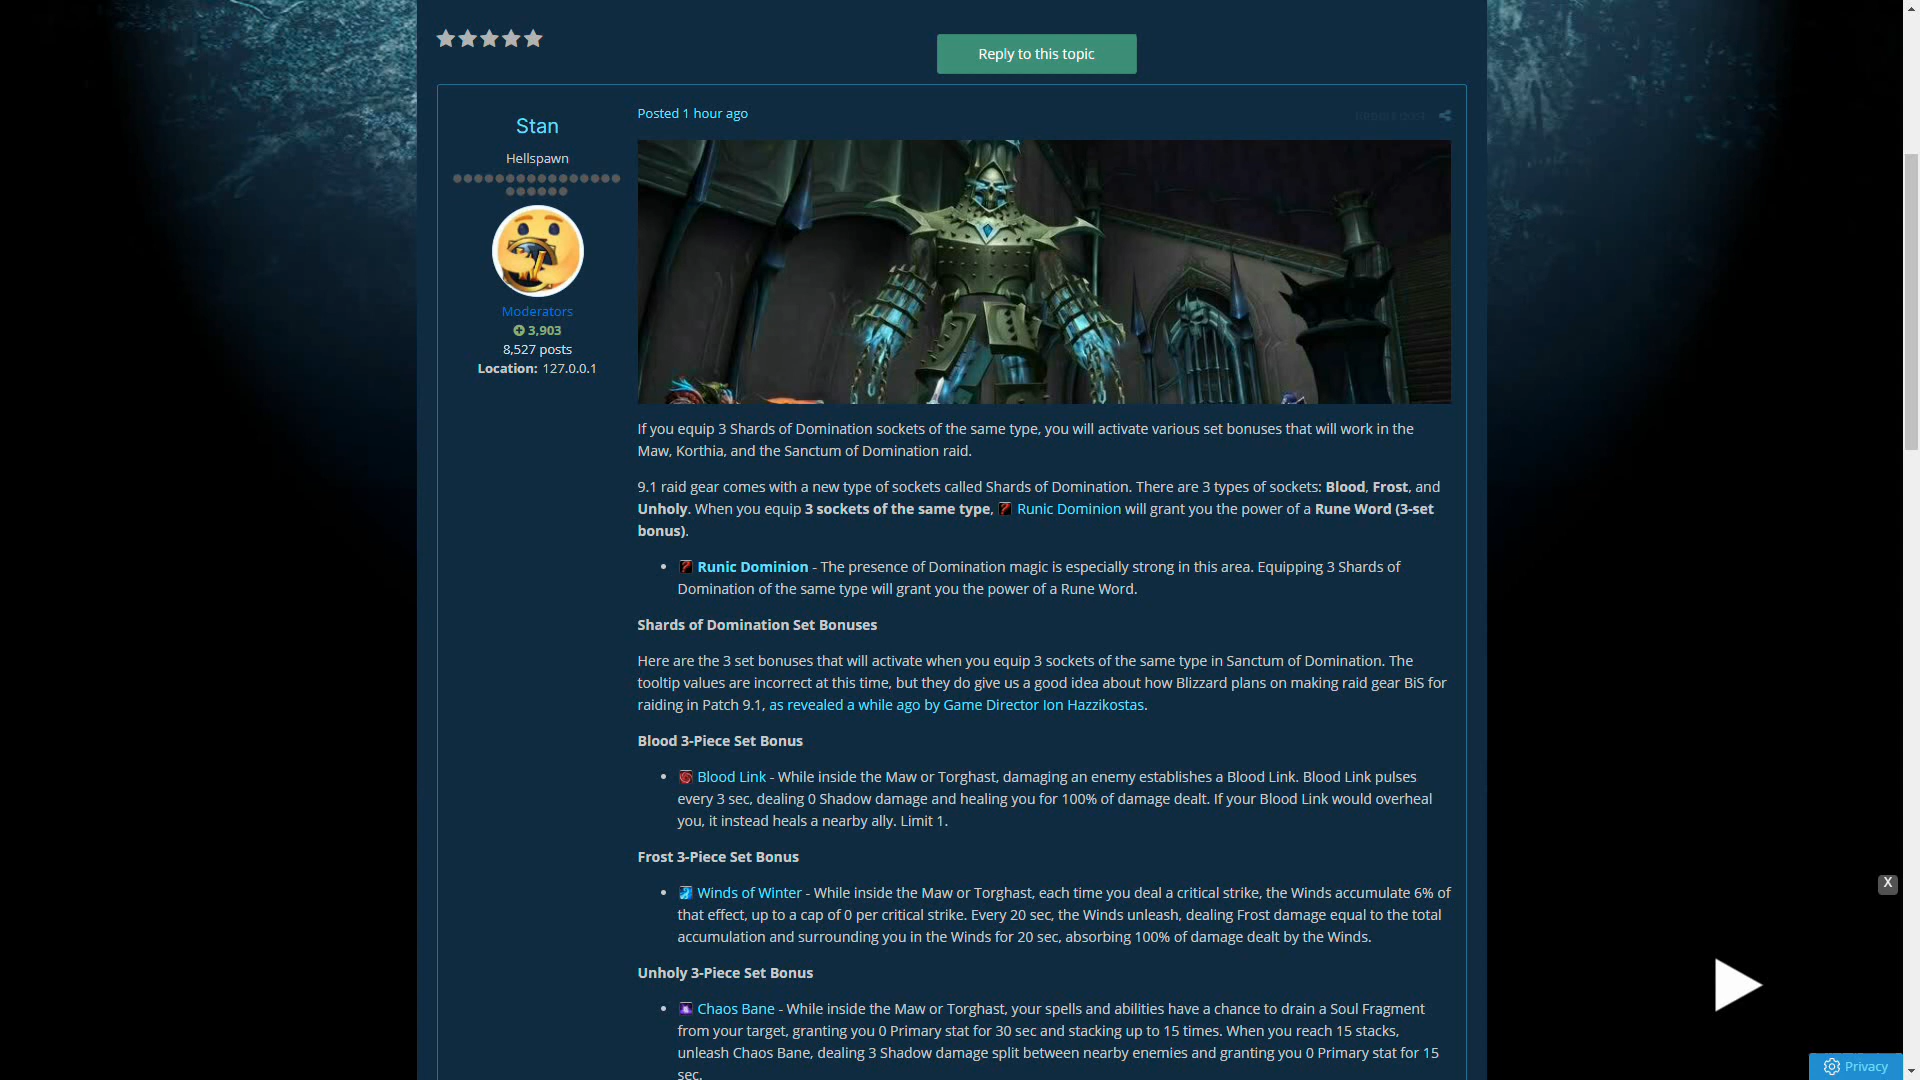 Reply to this topic
Stan
Hellspawn
Moderators
3,903
8,527 posts
Location: 127.0.0.1
Posted 1 hour ago
Report post
If you equip 3 Shards of Domination sockets of the same type, you will activate various set bonuses that will work in the
Maw, Korthia, and the Sanctum of Domination raid.
9.1 raid gear comes with a new type of sockets called Shards of Domination. There are 3 types of sockets: Blood, Frost, and
Unholy. When you equip 3 sockets of the same type, Runic Dominion will grant you the power of a Rune Word (3-set
bonus).
Runic Dominion - The presence of Domination magic is especially strong in this area. Equipping 3 Shards of
Domination of the same type will grant you the power of a Rune Word.
Shards of Domination Set Bonuses
Here are the 3 set bonuses that will activate when you equip 3 sockets of the same type in Sanctum of Domination. The
tooltip values are incorrect at this time, but they do give us a good idea about how Blizzard plans on making raid gear BiS for
raiding in Patch 9.1, as revealed a while ago by Game Director Ion Hazzikostas.
Blood 3-Piece Set Bonus
Blood Link - While inside the Maw or Torghast, damaging an enemy establishes a Blood Link. Blood Link pulses
every 3 sec, dealing 0 Shadow damage and healing you for 100% of damage dealt. If your Blood Link would overheal
you, it instead heals a nearby ally. Limit 1.
Frost 3-Piece Set Bonus
Winds of Winter - While inside the Maw or Torghast, each time you deal a critical strike, the Winds accumulate 6% of
that effect, up to a cap of 0 per critical strike. Every 20 sec, the Winds unleash, dealing Frost damage equal to the total
accumulation and surrounding you in the Winds for 20 sec, absorbing 100% of damage dealt by the Winds.
Unholy 3-Piece Set Bonus
Chaos Bane - While inside the Maw or Torghast, your spells and abilities have a chance to drain a Soul Fragment
from your target, granting you 0 Primary stat for 30 sec and stacking up to 15 times. When you reach 15 stacks,
unleash Chaos Bane, dealing 3 Shadow damage split between nearby enemies and granting you 0 Primary stat for 15
sec.
X
Privacy